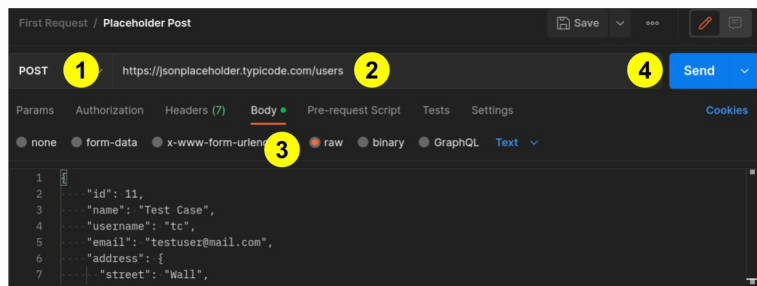 First Request / Placeholder Post Save
POST 1 https://jsonplaceholder.typicode.com/users 2 4 Send
Params Authorization Headers (7) Body Pre-request Script Tests Settings Cookies
none form-data x-www-form-urlenc 3 raw binary GraphQL Text
1 {
2 "id": 11,
3 "name": "Test Case",
4 "username": "tc",
5 "email": "testuser@mail.com",
6 "address": {
7 "street": "Wall",